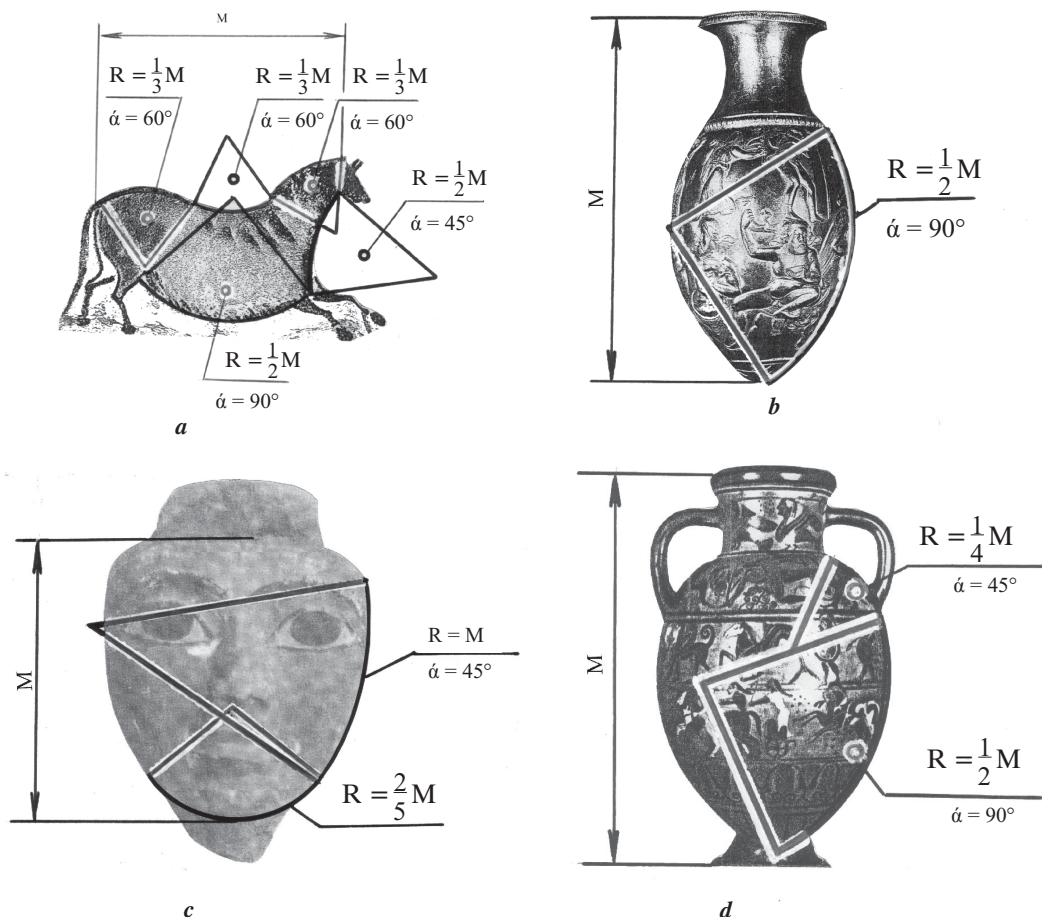 M
R = 1/3 M
ά = 60°
R = 1/3 M
ά = 60°
R = 1/3 M
ά = 60°
R = 1/2 M
ά = 45°
R = 1/2 M
ά = 90°
a
M
R = 1/2 M
ά = 90°
b
M
R = M
ά = 45°
R = 2/5 M
c
M
R = 1/4 M
ά = 45°
R = 1/2 M
ά = 90°
d